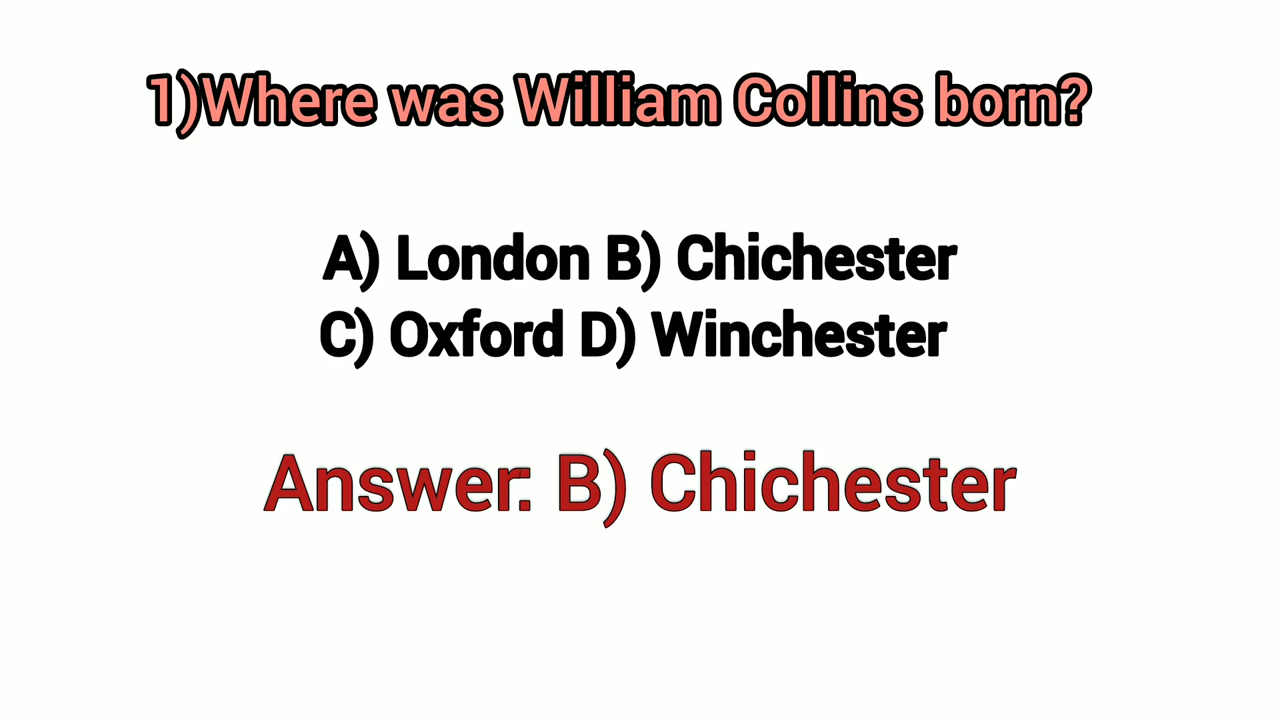 1)Where was William Collins born?
A) London B) Chichester
C) Oxford D) Winchester
Answer: B) Chichester